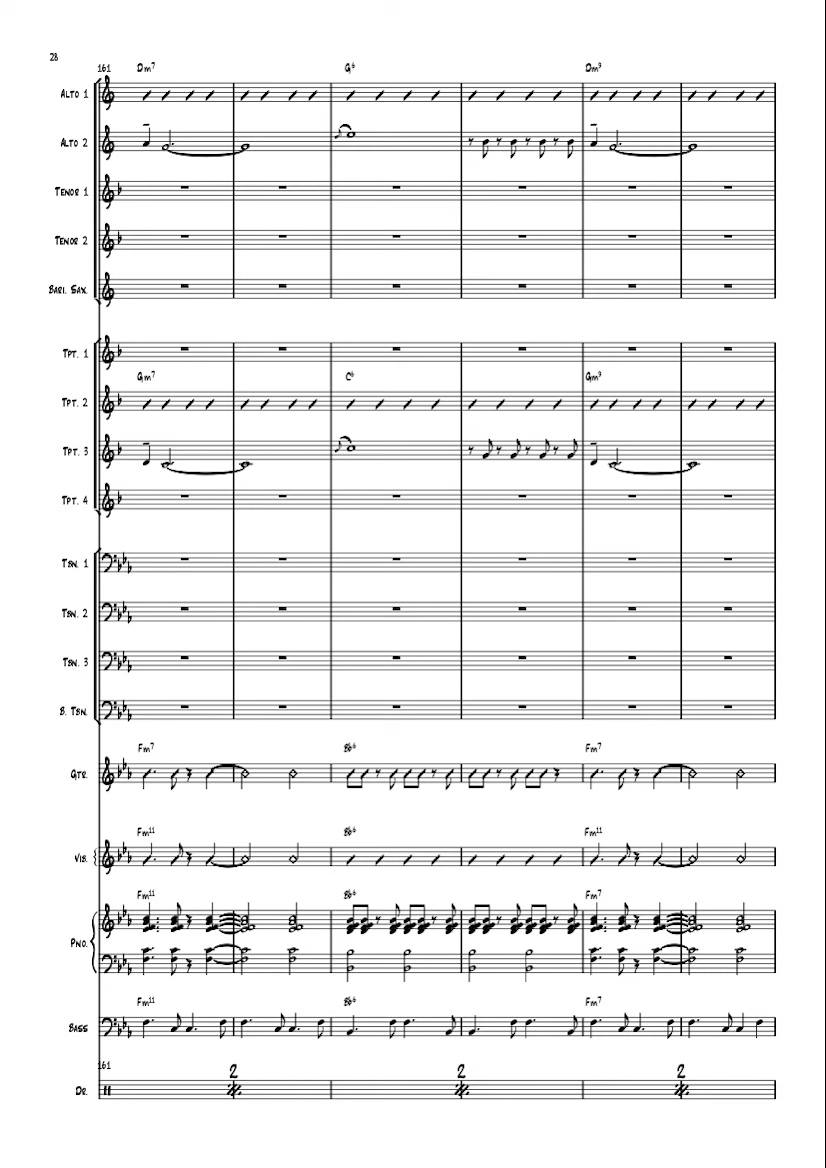 28
161
Dm7 G6 Dm9
Alto 1
Alto 2
Tenor 1
Tenor 2
Bari. Sax.
Tpt. 1
Gm7 C6 Gm9
Tpt. 2
Tpt. 3
Tpt. 4
Tbn. 1
Tbn. 2
Tbn. 3
B. Tbn.
Fm7 B♭6 Fm7
Gtr.
Fm11 B♭6 Fm11
Vib.
Fm11 B♭6 Fm7
Pno.
Fm11 B♭6 Fm7
Bass
161
2 2 2
Dr.